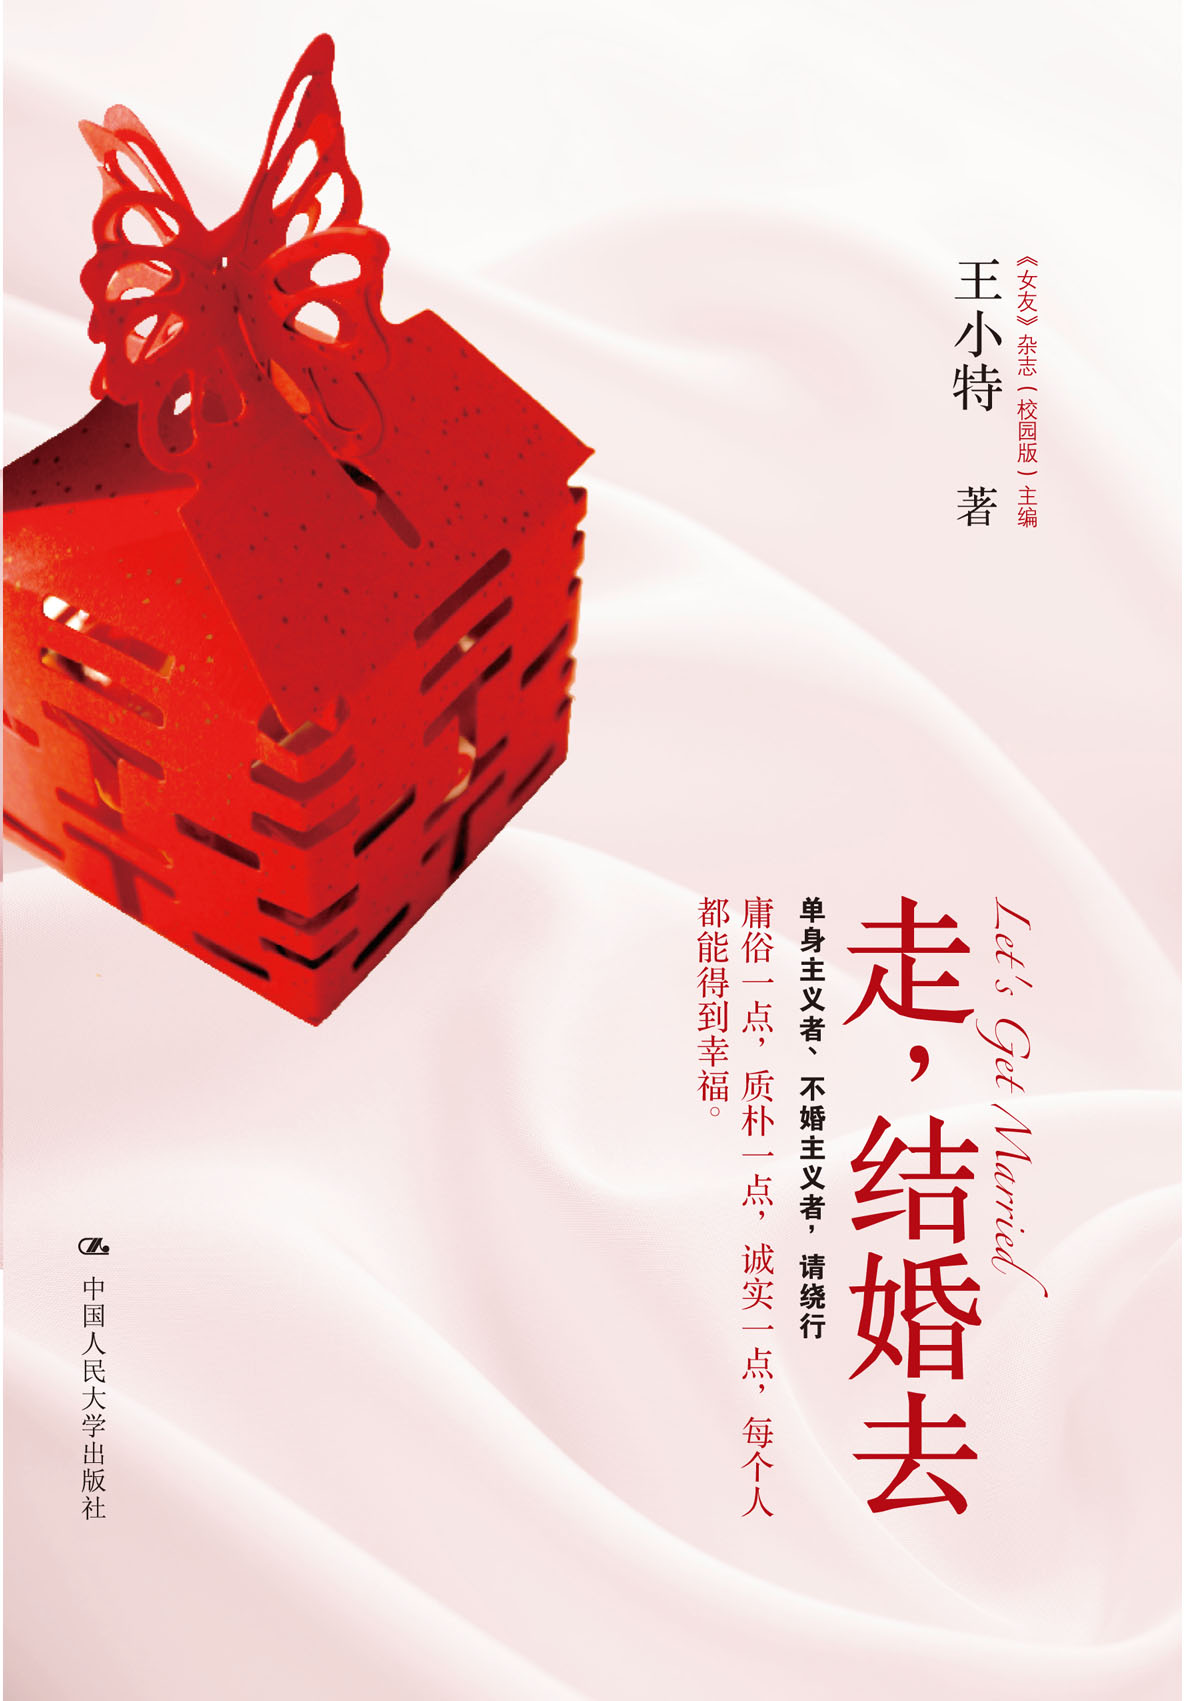 《女友》杂志(校园版)主编
王小特 著
Let's Get Married
走，结婚去
单身主义者、不婚主义者，请绕行
庸俗一点，质朴一点，诚实一点，每个人
都能得到幸福。
中国人民大学出版社